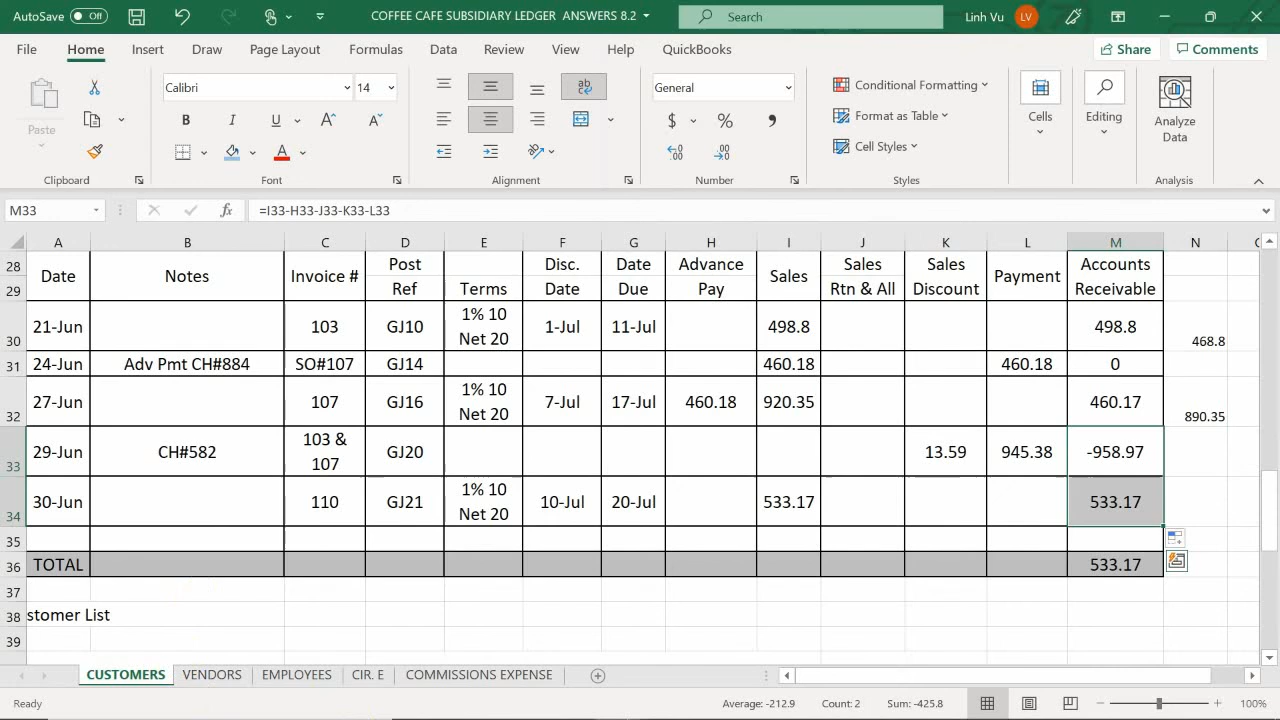 AutoSave Off COFFEE CAFE SUBSIDIARY LEDGER ANSWERS 8.2 Search Linh Vu LV
File Home Insert Draw Page Layout Formulas Data Review View Help QuickBooks Share Comments
Paste
Calibri 14
B I U A A
A
ab
General
$ % ,
.00 .00
Conditional Formatting
Format as Table
Cell Styles
Cells
Editing
Analyze
Data
Clipboard Font Alignment Number Styles Analysis
M33 fx =I33-H33-J33-K33-L33
A B C D E F G H I J K L M N
28 Date Notes Invoice # Post Disc. Date Advance Sales Sales Sales Payment Accounts
29 Ref Terms Date Due Pay Rtn & All Discount Receivable
30 21-Jun 103 GJ10 1% 10 Net 20 1-Jul 11-Jul 498.8 498.8 468.8
31 24-Jun Adv Pmt CH#884 SO#107 GJ14 460.18 460.18 0
32 27-Jun 107 GJ16 1% 10 Net 20 7-Jul 17-Jul 460.18 920.35 460.17 890.35
33 29-Jun CH#582 103 & 107 GJ20 13.59 945.38 -958.97
34 30-Jun 110 GJ21 1% 10 Net 20 10-Jul 20-Jul 533.17 533.17
35
36 TOTAL 533.17
37
38 stomer List
39
CUSTOMERS VENDORS EMPLOYEES CIR. E COMMISSIONS EXPENSE
Ready Average: -212.9 Count: 2 Sum: -425.8 100%